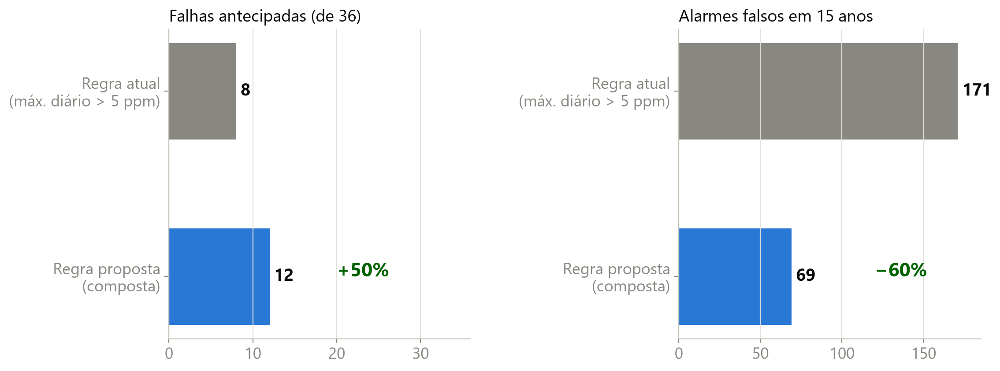 Falhas antecipadas (de 36)
Regra atual
(máx. diário > 5 ppm)
8
Regra proposta
(composta)
12
+50%
0 10 20 30
Alarmes falsos em 15 anos
Regra atual
(máx. diário > 5 ppm)
171
Regra proposta
(composta)
69
−60%
0 50 100 150